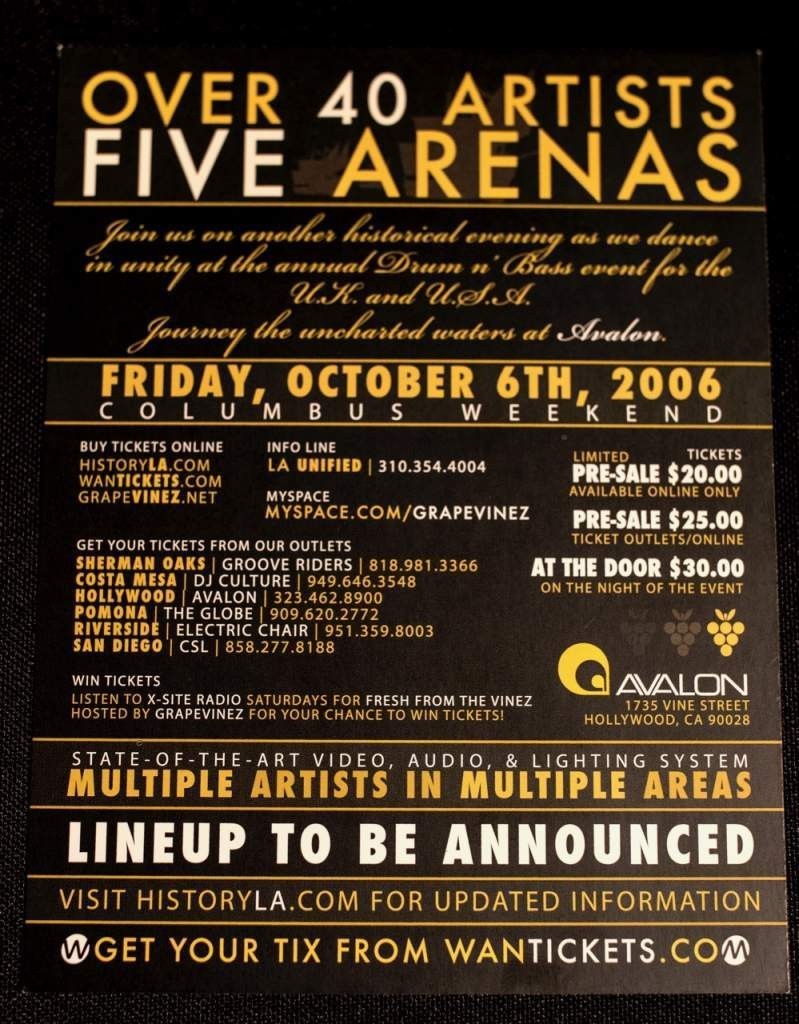 OVER 40 ARTISTS
FIVE ARENAS
Join us on another historical evening as we dance
in unity at the annual Drum n' Bass event for the
U.K. and U.S.A.
Journey the uncharted waters at Avalon.
FRIDAY, OCTOBER 6TH, 2006
COLUMBUS WEEKEND
BUY TICKETS ONLINE
HISTORYLA.COM
WANTICKETS.COM
GRAPEVINEZ.NET
INFO LINE
LA UNIFIED | 310.354.4004
MYSPACE
MYSPACE.COM/GRAPEVINEZ
LIMITED TICKETS
PRE-SALE $20.00
AVAILABLE ONLINE ONLY
PRE-SALE $25.00
TICKET OUTLETS/ONLINE
AT THE DOOR $30.00
ON THE NIGHT OF THE EVENT
GET YOUR TICKETS FROM OUR OUTLETS
SHERMAN OAKS | GROOVE RIDERS | 818.981.3366
COSTA MESA | DJ CULTURE | 949.646.3548
HOLLYWOOD | AVALON | 323.462.8900
POMONA | THE GLOBE | 909.620.2772
RIVERSIDE | ELECTRIC CHAIR | 951.359.8003
SAN DIEGO | CSL | 858.277.8188
WIN TICKETS
LISTEN TO X-SITE RADIO SATURDAYS FOR FRESH FROM THE VINEZ
HOSTED BY GRAPEVINEZ FOR YOUR CHANCE TO WIN TICKETS!
AVALON
1735 VINE STREET
HOLLYWOOD, CA 90028
STATE-OF-THE-ART VIDEO, AUDIO, & LIGHTING SYSTEM
MULTIPLE ARTISTS IN MULTIPLE AREAS
LINEUP TO BE ANNOUNCED
VISIT HISTORYLA.COM FOR UPDATED INFORMATION
W GET YOUR TIX FROM WANTICKETS.COM